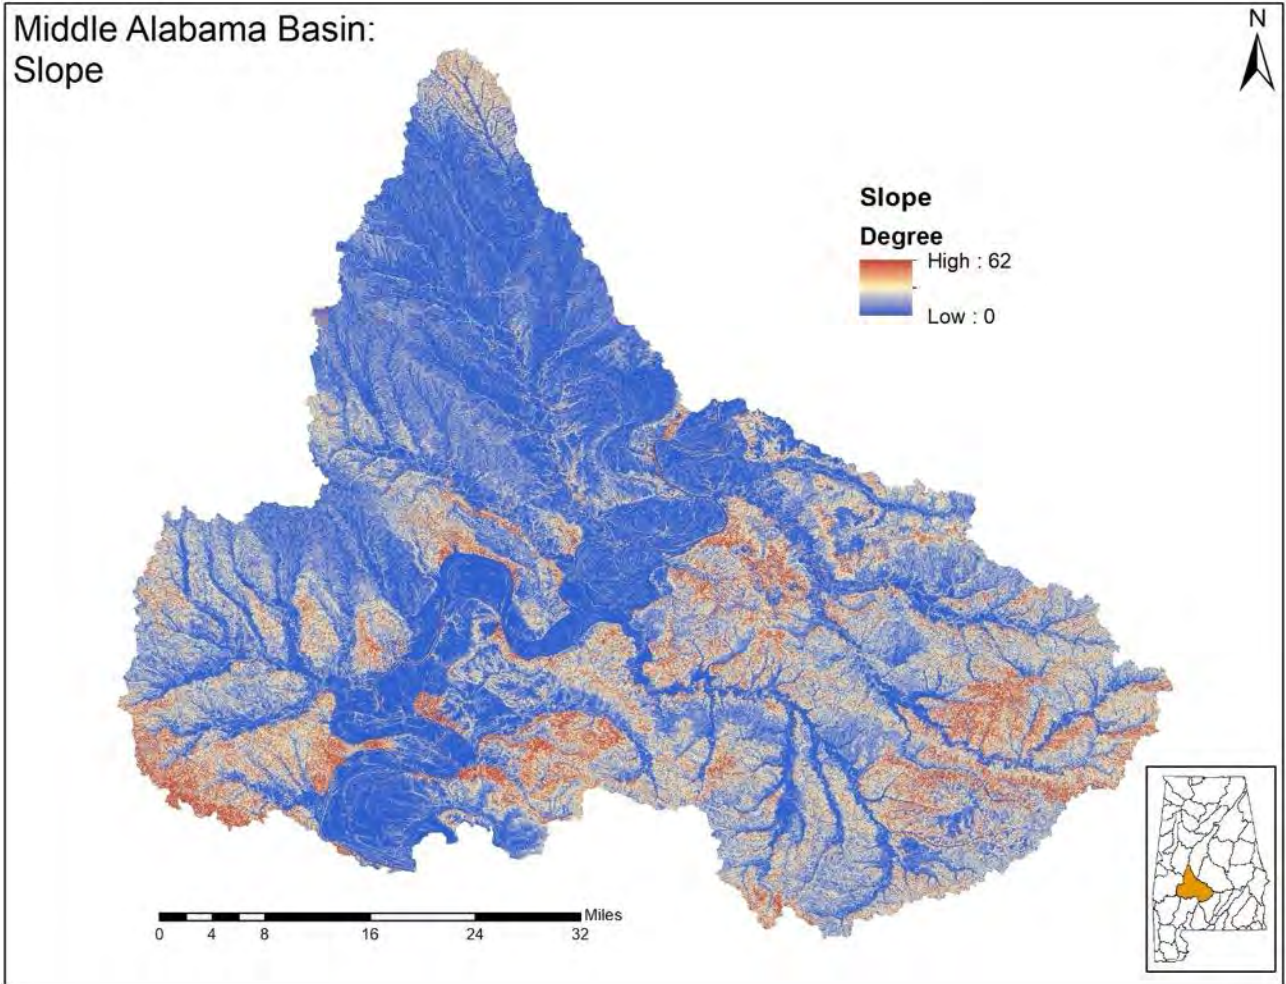 Middle Alabama Basin:
Slope
N
Slope
Degree
High : 62
Low : 0
Miles
0 4 8 16 24 32